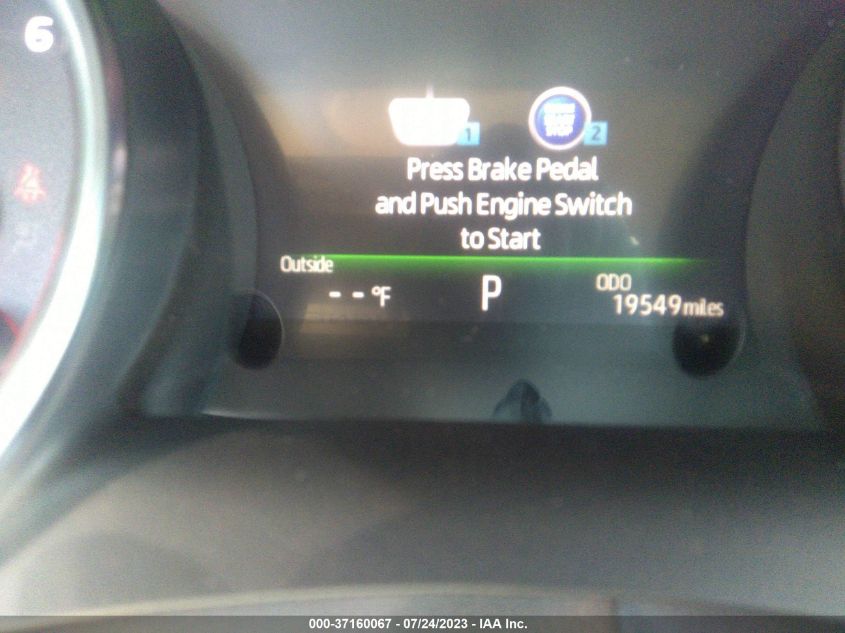 6
1
2
Press Brake Pedal
and Push Engine Switch
to Start
Outside
ODO
-- °F
P
19549 miles
000-37160067 - 07/24/2023 - IAA Inc.